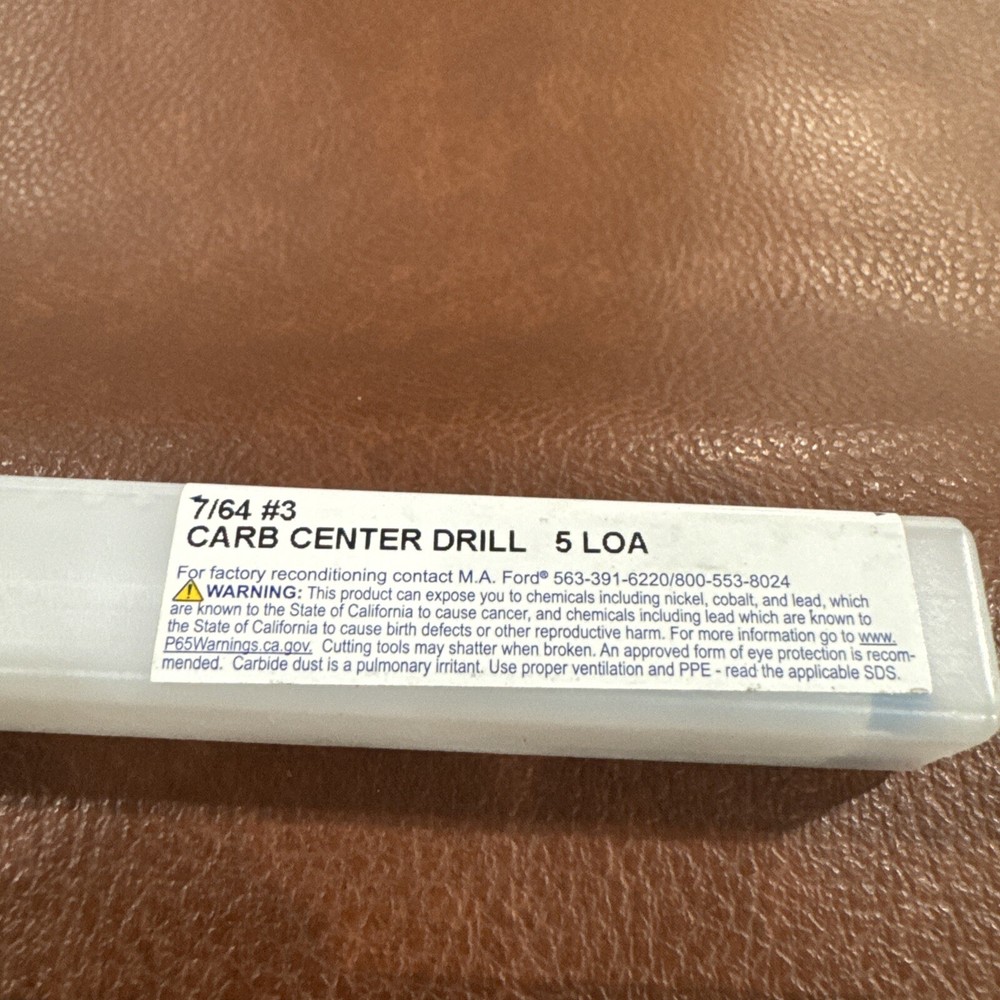 7/64 #3
CARB CENTER DRILL 5 LOA
For factory reconditioning contact M.A. Ford® 563-391-6220/800-553-8024
WARNING: This product can expose you to chemicals including nickel, cobalt, and lead, which
are known to the State of California to cause cancer, and chemicals including lead which are known to
the State of California to cause birth defects or other reproductive harm. For more information go to www.
P65Warnings.ca.gov. Cutting tools may shatter when broken. An approved form of eye protection is recom-
mended. Carbide dust is a pulmonary irritant. Use proper ventilation and PPE - read the applicable SDS.